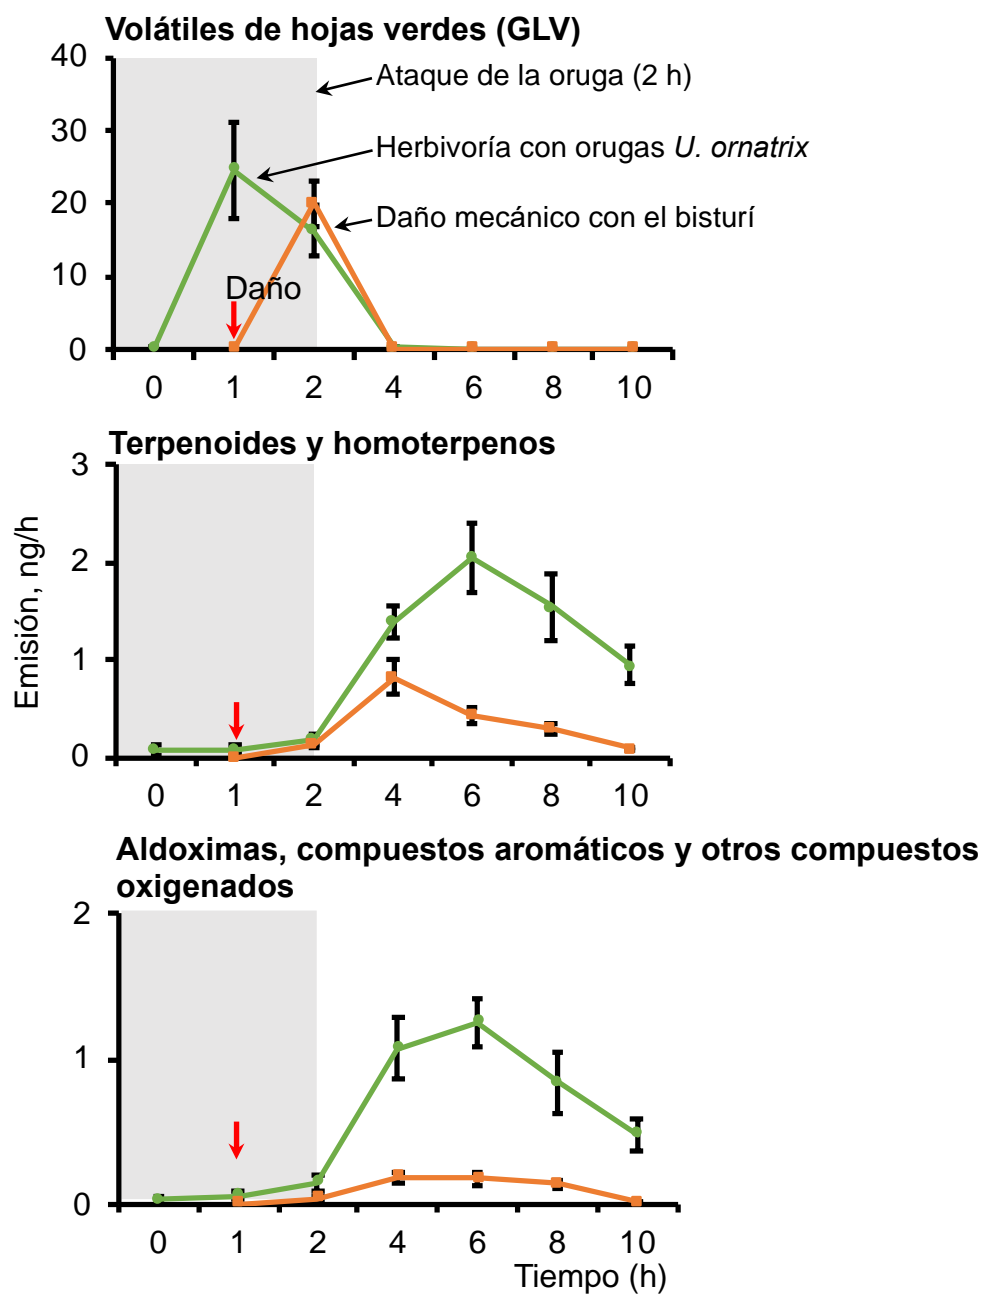 Volátiles de hojas verdes (GLV)
40
30
20
10
0
Ataque de la oruga (2 h)
Herbivoría con orugas U. ornatrix
Daño mecánico con el bisturí
Daño
0 1 2 4 6 8 10
Terpenoides y homoterpenos
3
2
1
0
Emisión, ng/h
0 1 2 4 6 8 10
Aldoximas, compuestos aromáticos y otros compuestos
oxigenados
2
1
0
0 1 2 4 6 8 10
Tiempo (h)